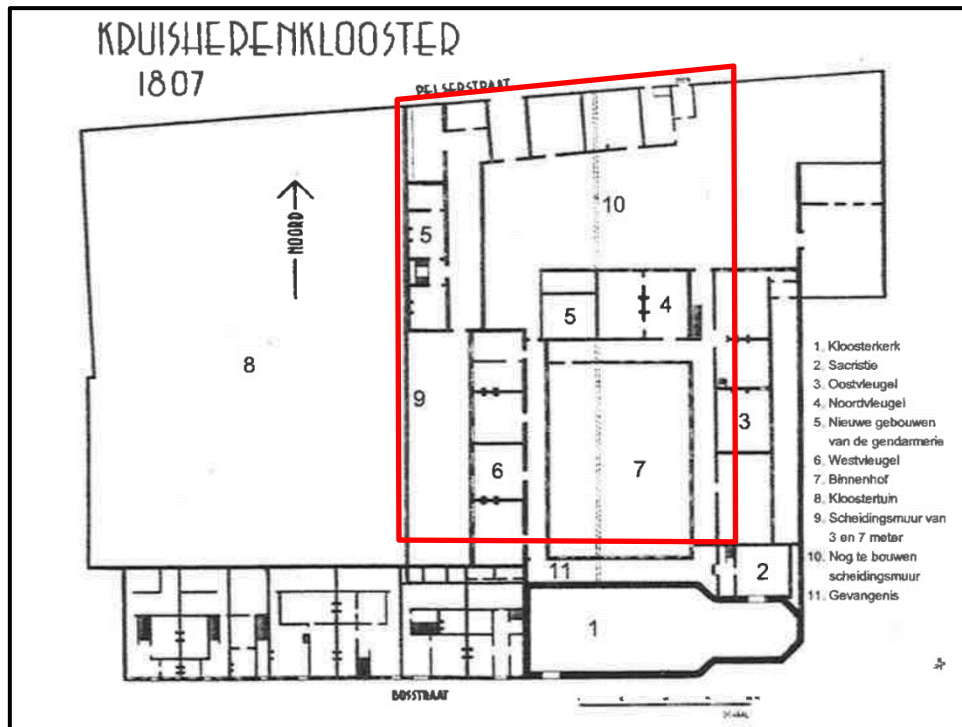 KRUISHERENKLOOSTER
1807
PELSERSTRAAT
NOORD
5
10
5
4
8
9
3
6
7
11
2
1
1. Kloosterkerk
2. Sacristie
3. Oostvleugel
4. Noordvleugel
5. Nieuwe gebouwen
van de gendarmerie
6. Westvleugel
7. Binnenhof
8. Kloostertuin
9. Scheidingsmuur van
3 en 7 meter
10. Nog te bouwen
scheidingsmuur
11. Gevangenis
BOSSTRAAT